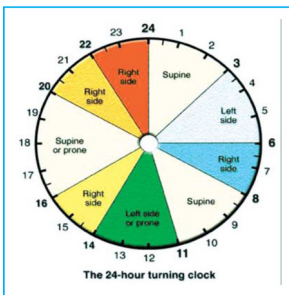 24
1
2
3
4
5
6
7
8
9
10
11
12
13
14
15
16
17
18
19
20
21
22
23
Supine
Left
side
Right
side
Supine
Left side
or prone
Right
side
Supine
or prone
Right
side
Right
side
The 24-hour turning clock